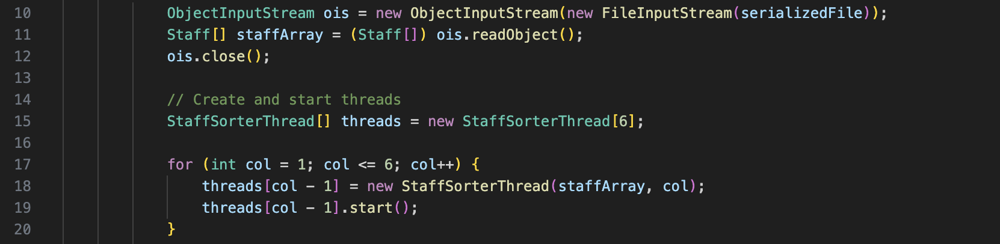 10 ObjectInputStream ois = new ObjectInputStream(new FileInputStream(serializedFile));
11 Staff[] staffArray = (Staff[]) ois.readObject();
12 ois.close();
13
14 // Create and start threads
15 StaffSorterThread[] threads = new StaffSorterThread[6];
16
17 for (int col = 1; col <= 6; col++) {
18     threads[col - 1] = new StaffSorterThread(staffArray, col);
19     threads[col - 1].start();
20 }